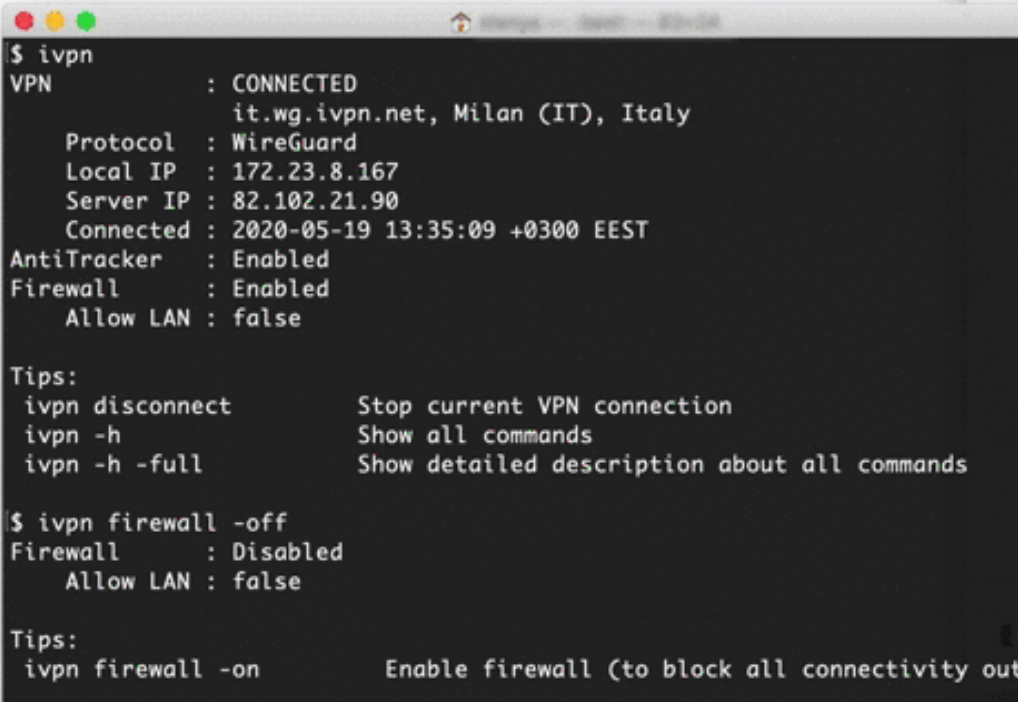 $ ivpn
VPN : CONNECTED
it.wg.ivpn.net, Milan (IT), Italy
Protocol : WireGuard
Local IP : 172.23.8.167
Server IP : 82.102.21.90
Connected : 2020-05-19 13:35:09 +0300 EEST
AntiTracker : Enabled
Firewall : Enabled
Allow LAN : false
Tips:
ivpn disconnect Stop current VPN connection
ivpn -h Show all commands
ivpn -h -full Show detailed description about all commands
$ ivpn firewall -off
Firewall : Disabled
Allow LAN : false
Tips:
ivpn firewall -on Enable firewall (to block all connectivity out